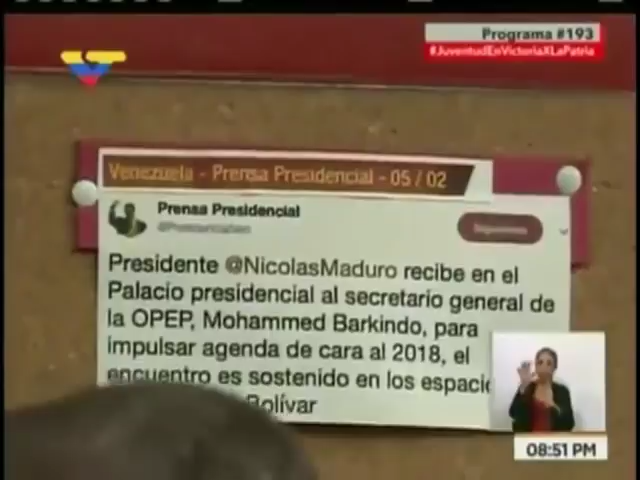 Programa #193
#JuventudEnVictoriaXLaPatria
Venezuela - Prensa Presidencial - 05 / 02
Prensa Presidencial
Presidente @NicolasMaduro recibe en el
Palacio presidencial al secretario general de
la OPEP, Mohammed Barkindo, para
impulsar agenda de cara al 2018, el
encuentro es sostenido en los
Bolívar
08:51 PM